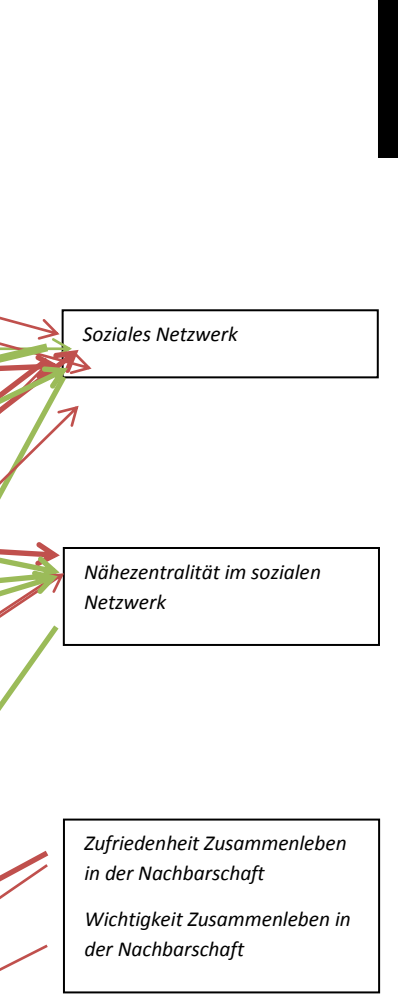 Soziales Netzwerk
Nähezentralität im sozialen
Netzwerk
Zufriedenheit Zusammenleben
in der Nachbarschaft
Wichtigkeit Zusammenleben in
der Nachbarschaft